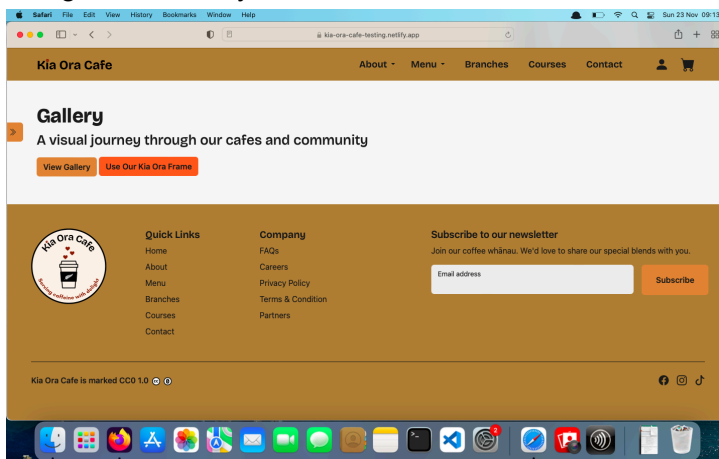 Safari File Edit View History Bookmarks Window Help
Sun 23 Nov 09:13
kia-ora-cafe-testing.netlify.app
Kia Ora Cafe
About Menu Branches Courses Contact
Gallery
A visual journey through our cafes and community
View Gallery Use Our Kia Ora Frame
Kia Ora Cafe
Serving caffeine with delight
Quick Links
Home
About
Menu
Branches
Courses
Contact
Company
FAQs
Careers
Privacy Policy
Terms & Condition
Partners
Subscribe to our newsletter
Join our coffee whānau. We'd love to share our special blends with you.
Email address
Subscribe
Kia Ora Cafe is marked CC0 1.0
2